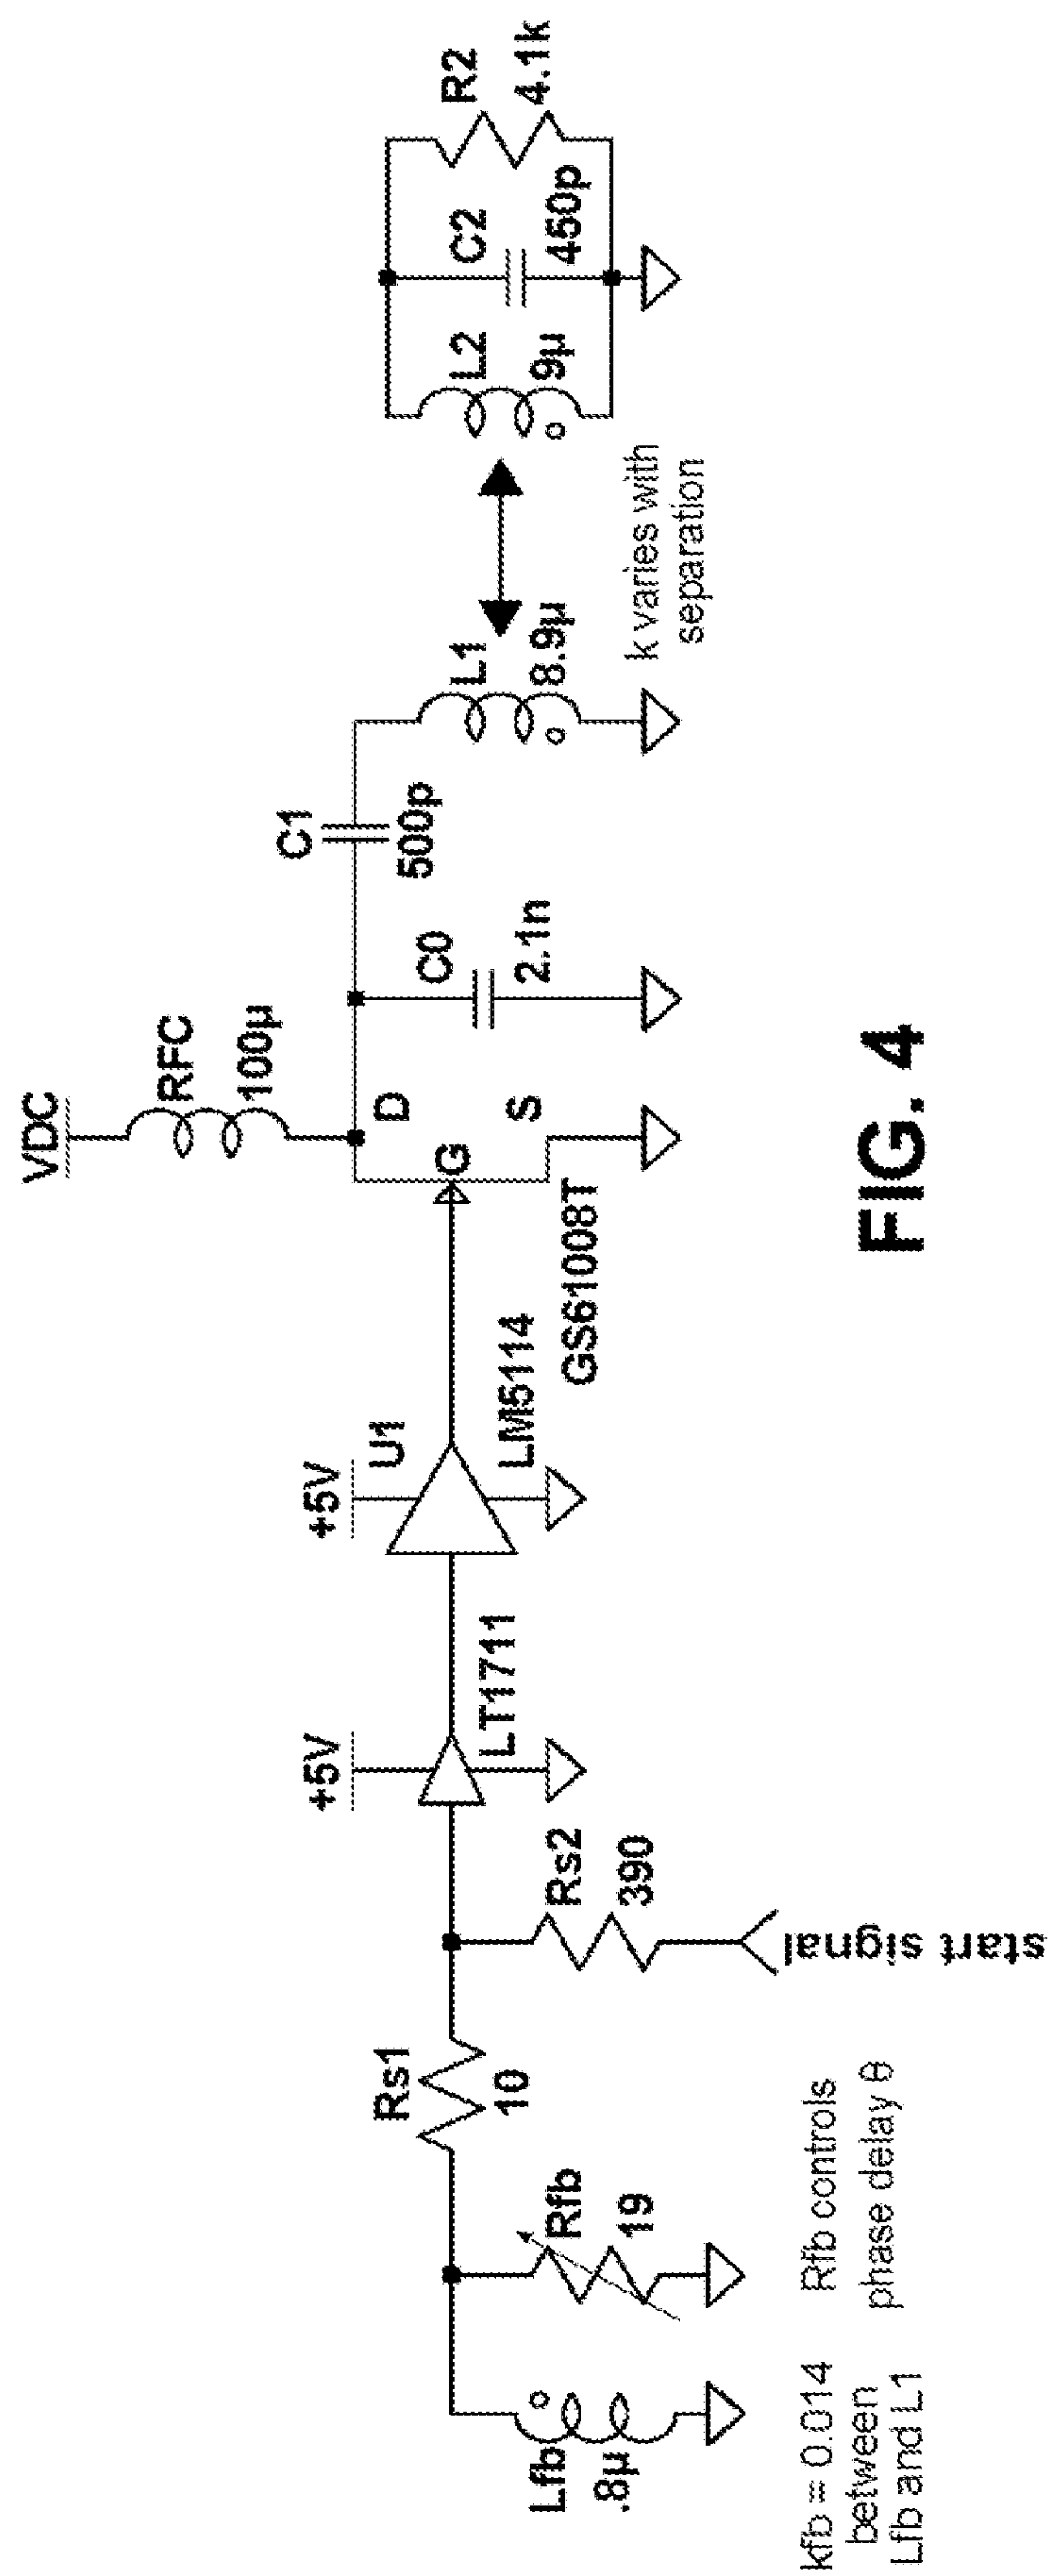 VDC
RFC
100µ
C1
500p
R2
4.1k
C2
450p
L2
9µ
L1
8.9µ
k varies with
separation
C0
2.1n
D
G
S
GS61008T
+5V
U1
LM5114
+5V
LT1711
Rs1
10
Rs2
390
start signal
Rfb
19
Lfb
.8µ
kfb = 0.014
between
Lfb and L1
Rfb controls
phase delay θ
FIG. 4